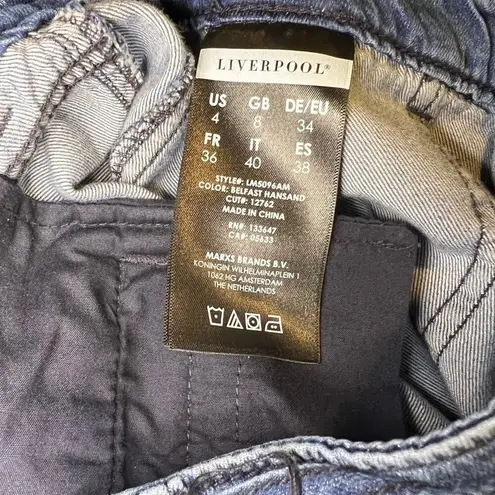 LIVERPOOL®
US GB DE/EU
4 8 34
FR IT ES
36 40 38
STYLE#: LM5096AM
COLOR: BELFAST HANSAND
CUT#: 12762
MADE IN CHINA
RN#: 133647
CA#: 05633
MARXS BRANDS B.V.
KONINGIN WILHELMINAPLEIN 1
1062 HG AMSTERDAM
THE NETHERLANDS